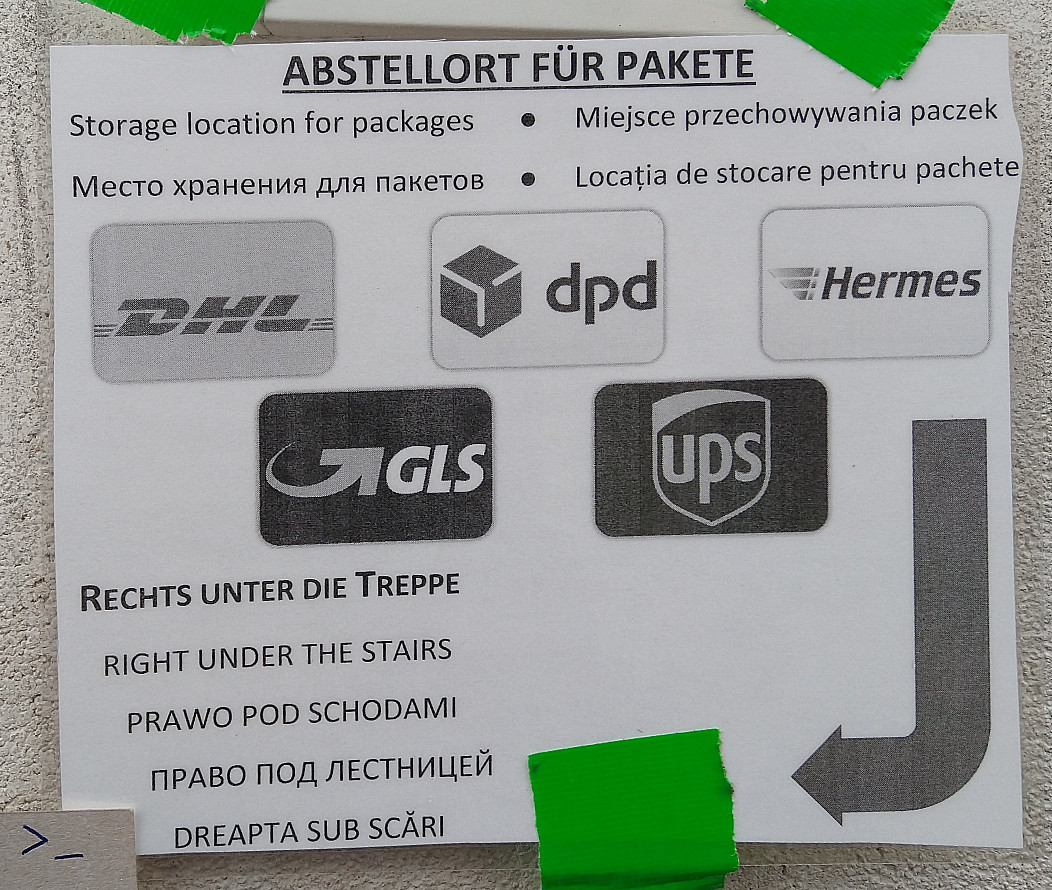 ABSTELLORT FÜR PAKETE
Storage location for packages • Miejsce przechowywania paczek
Место хранения для пакетов • Locația de stocare pentru pachete
DHL dpd Hermes
GLS ups
RECHTS UNTER DIE TREPPE
RIGHT UNDER THE STAIRS
PRAWO POD SCHODAMI
ПРАВО ПОД ЛЕСТНИЦЕЙ
DREAPTA SUB SCĂRI
>_